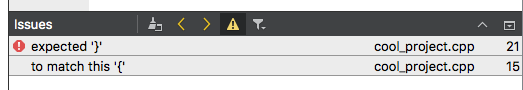 Issues
expected '}' cool_project.cpp 21
to match this '{' cool_project.cpp 15